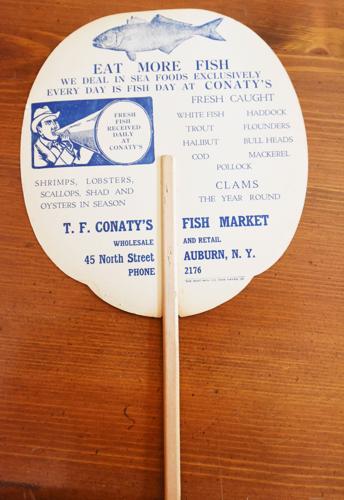 EAT MORE FISH
WE DEAL IN SEA FOODS EXCLUSIVELY
EVERY DAY IS FISH DAY AT CONATY'S
FRESH
FISH
RECEIVED
DAILY
AT
CONATY'S
SHRIMPS, LOBSTERS,
SCALLOPS, SHAD AND
OYSTERS IN SEASON
FRESH CAUGHT
WHITE FISH HADDOCK
TROUT FLOUNDERS
HALIBUT BULL HEADS
COD MACKEREL
POLLOCK
CLAMS
THE YEAR ROUND
T. F. CONATY'S FISH MARKET
WHOLESALE AND RETAIL
45 North Street AUBURN, N. Y.
PHONE 2176